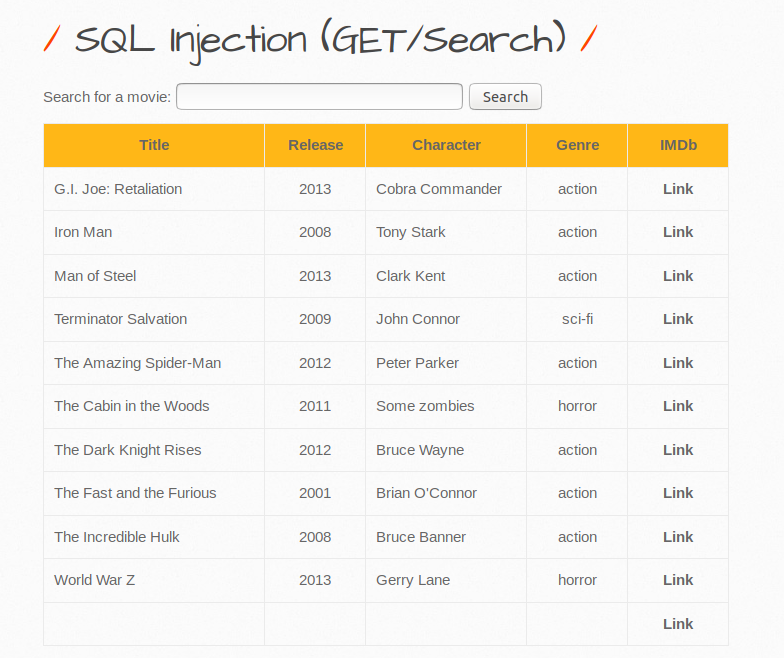 / SQL Injection (GET/Search) /
Search for a movie: Search
Title Release Character Genre IMDb
G.I. Joe: Retaliation 2013 Cobra Commander action Link
Iron Man 2008 Tony Stark action Link
Man of Steel 2013 Clark Kent action Link
Terminator Salvation 2009 John Connor sci-fi Link
The Amazing Spider-Man 2012 Peter Parker action Link
The Cabin in the Woods 2011 Some zombies horror Link
The Dark Knight Rises 2012 Bruce Wayne action Link
The Fast and the Furious 2001 Brian O'Connor action Link
The Incredible Hulk 2008 Bruce Banner action Link
World War Z 2013 Gerry Lane horror Link
Link